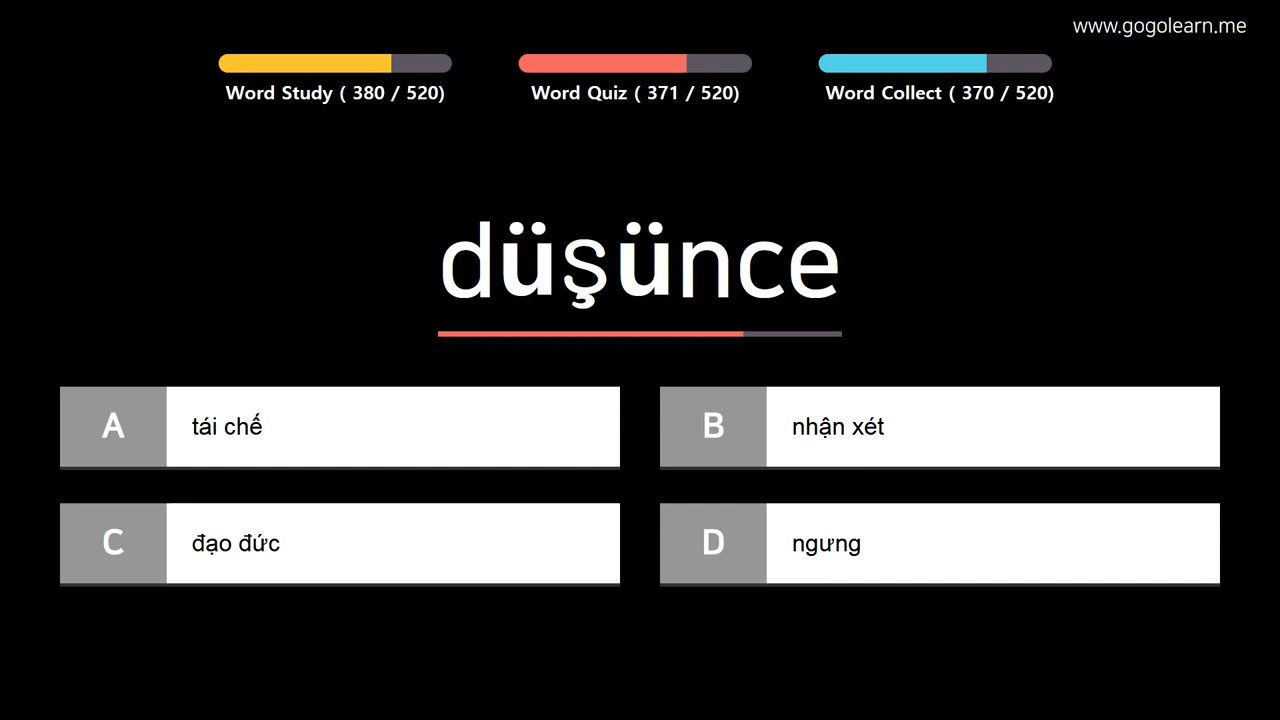 www.gogolearn.me
Word Study ( 380 / 520)
Word Quiz ( 371 / 520)
Word Collect ( 370 / 520)
düşünce
A
tái chế
B
nhận xét
C
đạo đức
D
ngưng